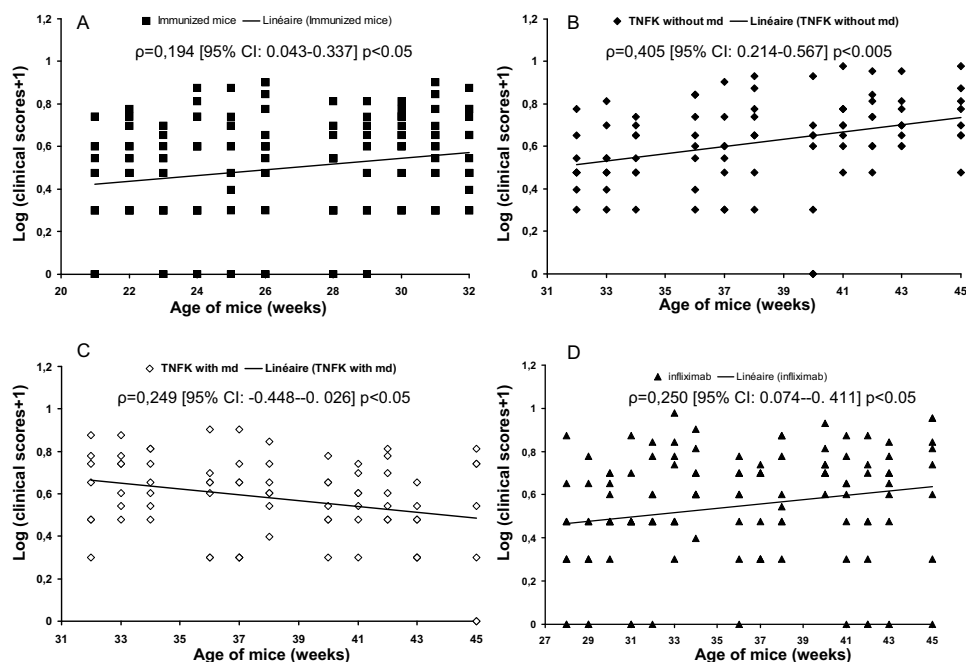 A
Immunized mice
Linéaire (Immunized mice)
ρ=0,194 [95% CI: 0.043-0.337] p<0.05
1,2
1
0,8
0,6
0,4
0,2
0
Log (clinical scores+1)
20 22 24 26 28 30 32
Age of mice (weeks)
B
TNFK without md
Linéaire (TNFK without md)
ρ=0,405 [95% CI: 0.214-0.567] p<0.005
1,2
1
0,8
0,6
0,4
0,2
0
Log (clinical scores+1)
31 33 35 37 39 41 43 45
Age of mice (weeks)
C
TNFK with md
Linéaire (TNFK with md)
ρ=0,249 [95% CI: -0.448--0. 026] p<0.05
1,2
1
0,8
0,6
0,4
0,2
0
Log (clinical scores+1)
31 33 35 37 39 41 43 45
Age of mice (weeks)
D
infliximab
Linéaire (infliximab)
ρ=0,250 [95% CI: 0.074--0. 411] p<0.05
1,2
1
0,8
0,6
0,4
0,2
0
Log (clinical scores+1)
27 29 31 33 35 37 39 41 43 45
Age of mice (weeks)